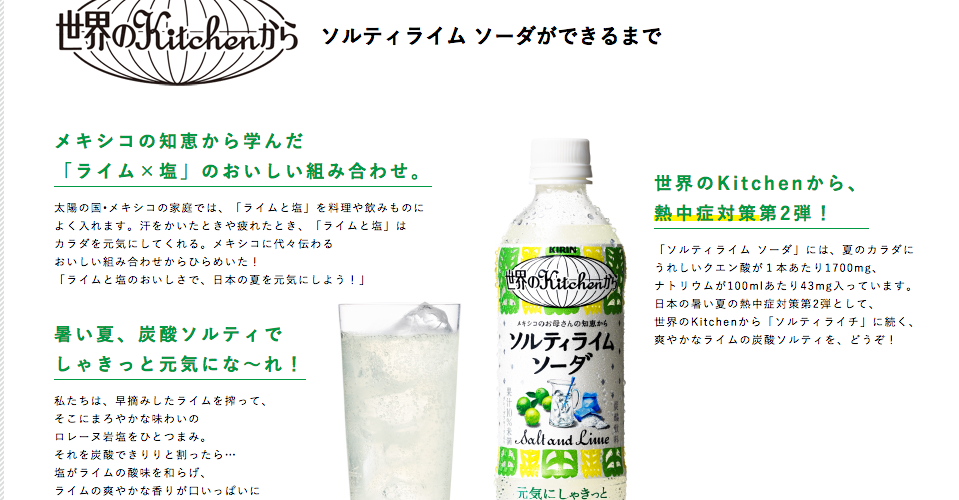 世界のKitchenから
ソルティライム ソーダができるまで
メキシコの知恵から学んだ
「ライム×塩」のおいしい組み合わせ。
太陽の国・メキシコの家庭では、「ライムと塩」を料理や飲みものに
よく入れます。汗をかいたときや疲れたとき、「ライムと塩」は
カラダを元気にしてくれる。メキシコに代々伝わる
おいしい組み合わせからひらめいた！
「ライムと塩のおいしさで、日本の夏を元気にしよう！」
暑い夏、炭酸ソルティで
しゃきっと元気にな～れ！
私たちは、早摘みしたライムを搾って、
そこにまろやかな味わいの
ロレーヌ岩塩をひとつまみ。
それを炭酸できりりと割ったら…
塩がライムの酸味を和らげ、
ライムの爽やかな香りが口いっぱいに
KIRIN
世界のKitchenから
メキシコのお母さんの知恵から
ソルティライム
ソーダ
Salt and Lime
元気にしゃきっと
世界のKitchenから、
熱中症対策第2弾！
「ソルティライム ソーダ」には、夏のカラダに
うれしいクエン酸が１本あたり1700mg、
ナトリウムが100mlあたり43mg入っています。
日本の暑い夏の熱中症対策第2弾として、
世界のKitchenから「ソルティライチ」に続く、
爽やかなライムの炭酸ソルティを、どうぞ！